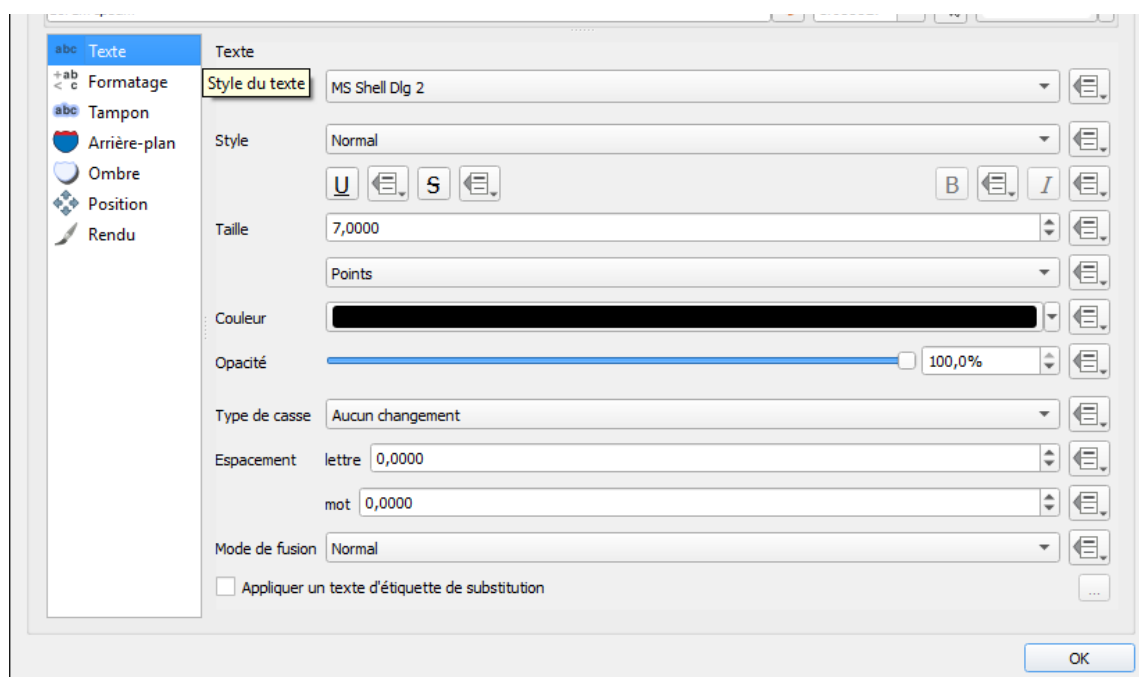 abc Texte
Texte
Formatage
Style du texte
MS Shell Dlg 2
abc Tampon
Arrière-plan
Style
Normal
Ombre
U
S
B
I
Position
Rendu
Taille
7,0000
Points
Couleur
Opacité
100,0%
Type de casse
Aucun changement
Espacement
lettre
0,0000
mot
0,0000
Mode de fusion
Normal
Appliquer un texte d'étiquette de substitution
...
OK